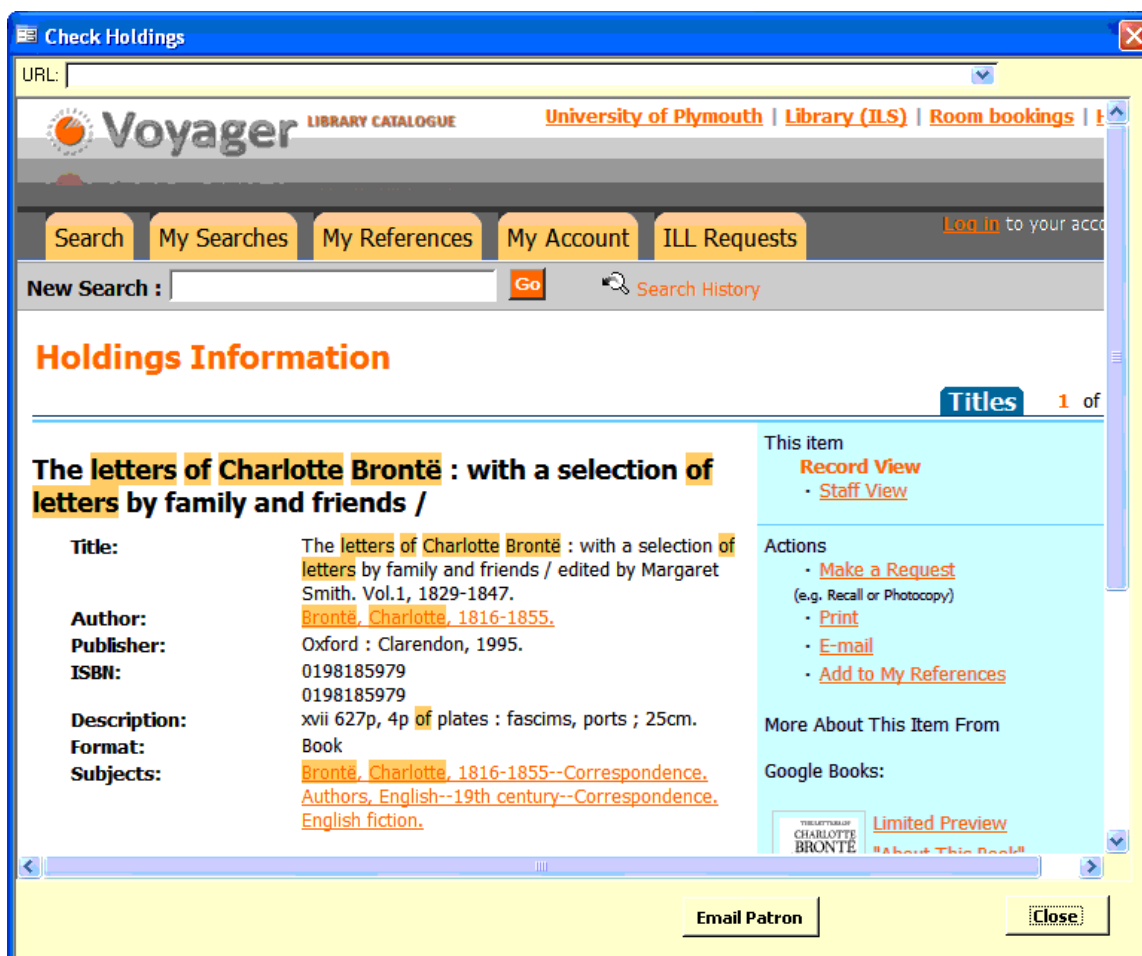 Check Holdings
URL:
Voyager LIBRARY CATALOGUE
University of Plymouth | Library (ILS) | Room bookings |
Log in to your acco
Search My Searches My References My Account ILL Requests
New Search : Go Search History
Holdings Information
Titles 1 of
The letters of Charlotte Brontë : with a selection of
letters by family and friends /
Title: The letters of Charlotte Brontë : with a selection of
letters by family and friends / edited by Margaret
Smith. Vol.1, 1829-1847.
Author: Brontë, Charlotte, 1816-1855.
Publisher: Oxford : Clarendon, 1995.
ISBN: 0198185979
0198185979
Description: xvii 627p, 4p of plates : fascims, ports ; 25cm.
Format: Book
Subjects: Brontë, Charlotte, 1816-1855--Correspondence.
Authors, English--19th century--Correspondence.
English fiction.
This item
Record View
· Staff View
Actions
· Make a Request
(e.g. Recall or Photocopy)
· Print
· E-mail
· Add to My References
More About This Item From
Google Books:
THE LETTERS OF
CHARLOTTE
BRONTË
Limited Preview
"About This Book"
Email Patron Close